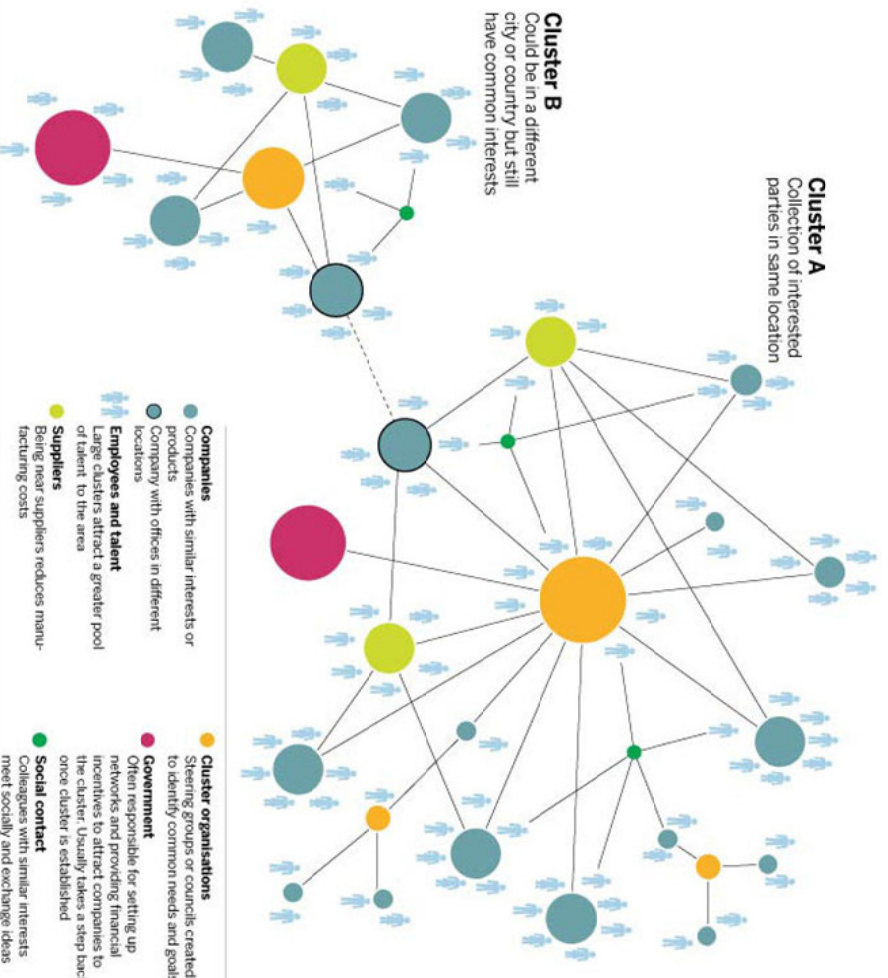 Cluster A
Collection of interested
parties in same location
Cluster B
Could be in a different
city or country but still
have common interests
Companies
Companies with similar interests or
products
Company with offices in different
locations
Employees and talent
Large clusters attract a greater pool
of talent to the area
Suppliers
Being near suppliers reduces manu-
facturing costs
Cluster organisations
Steering groups or councils created
to identify common needs and goals
Government
Often responsible for setting up
networks and providing financial
incentives to attract companies to
the cluster. Usually takes a step bac
once cluster is established
Social contact
Colleagues with similar interests
meet socially and exchange ideas